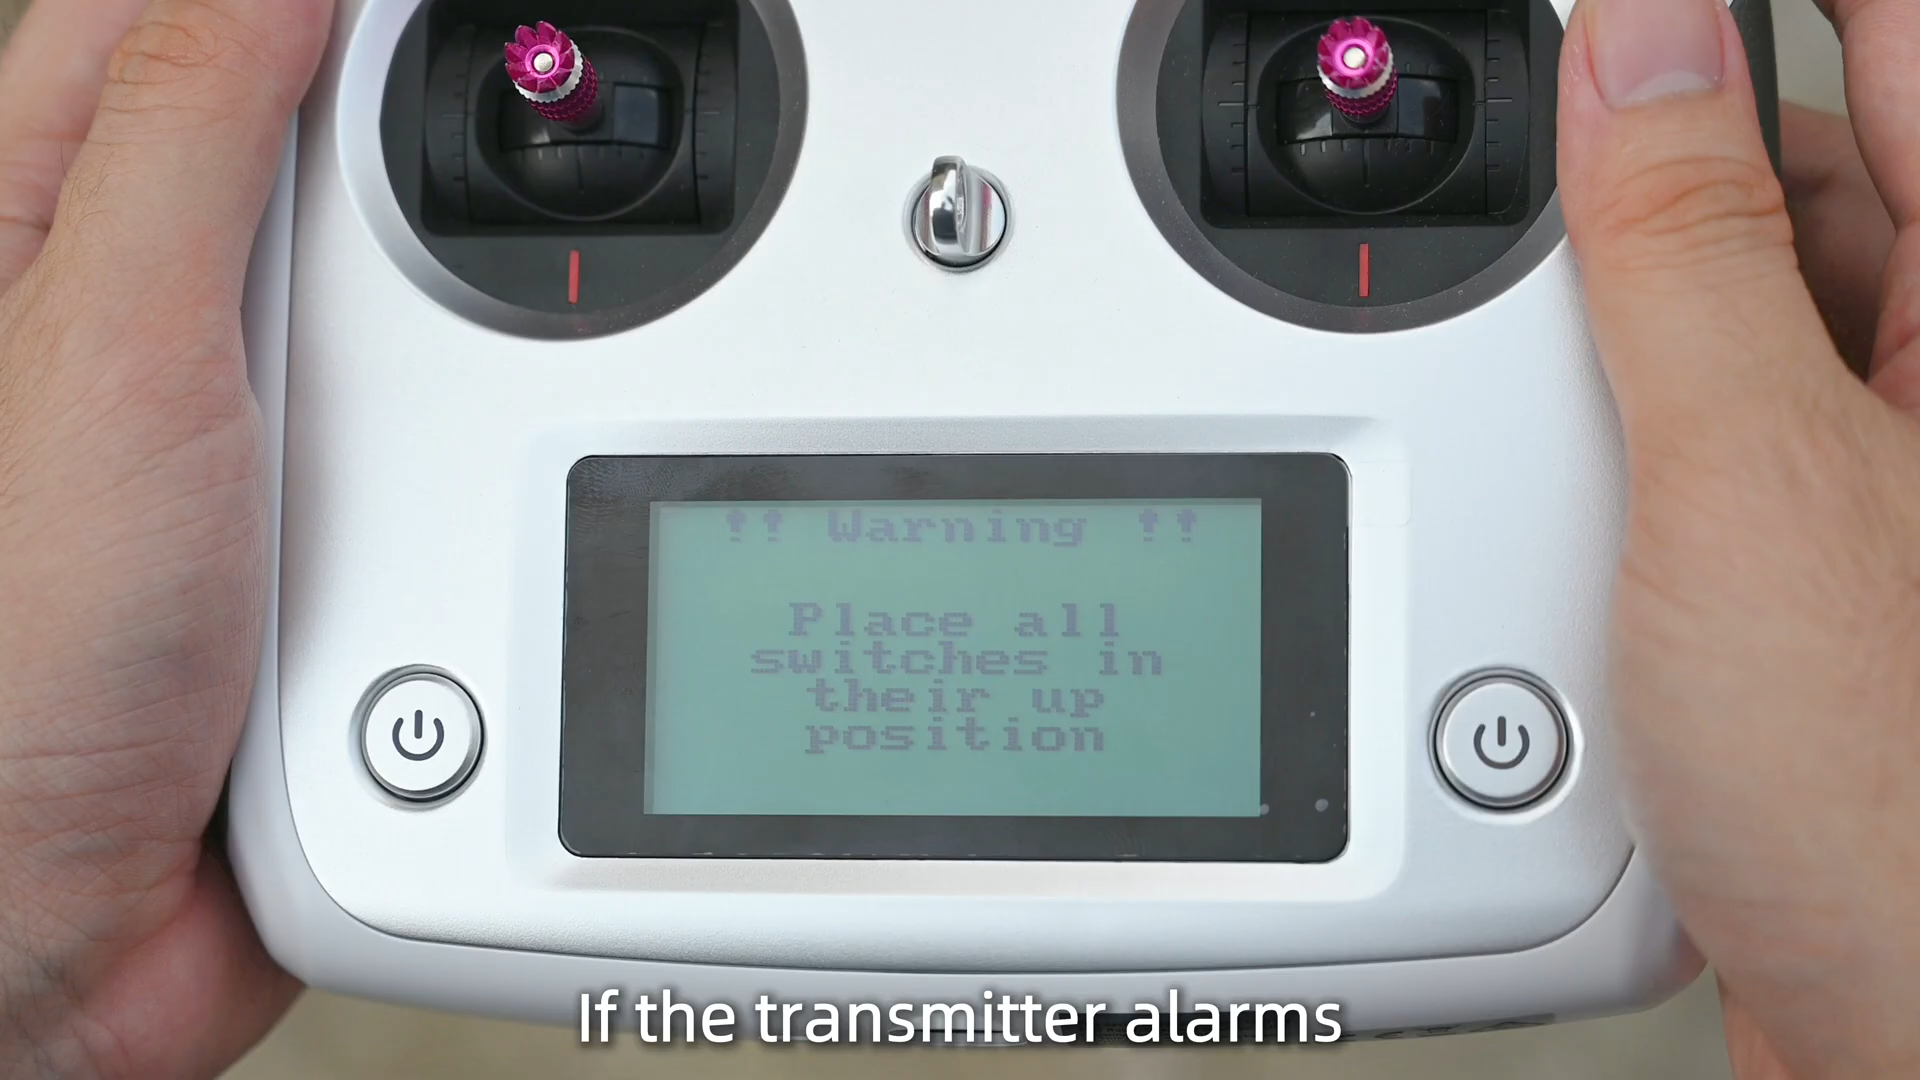 !! Warning !!
Place all
switches in
their up
position
If the transmitter alarms